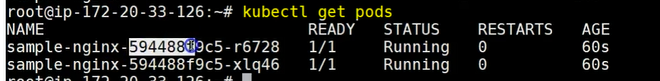 root@ip-172-20-33-126:~# kubectl get pods
NAME READY STATUS RESTARTS AGE
sample-nginx-594488f9c5-r6728 1/1 Running 0 60s
sample-nginx-594488f9c5-xlq46 1/1 Running 0 60s